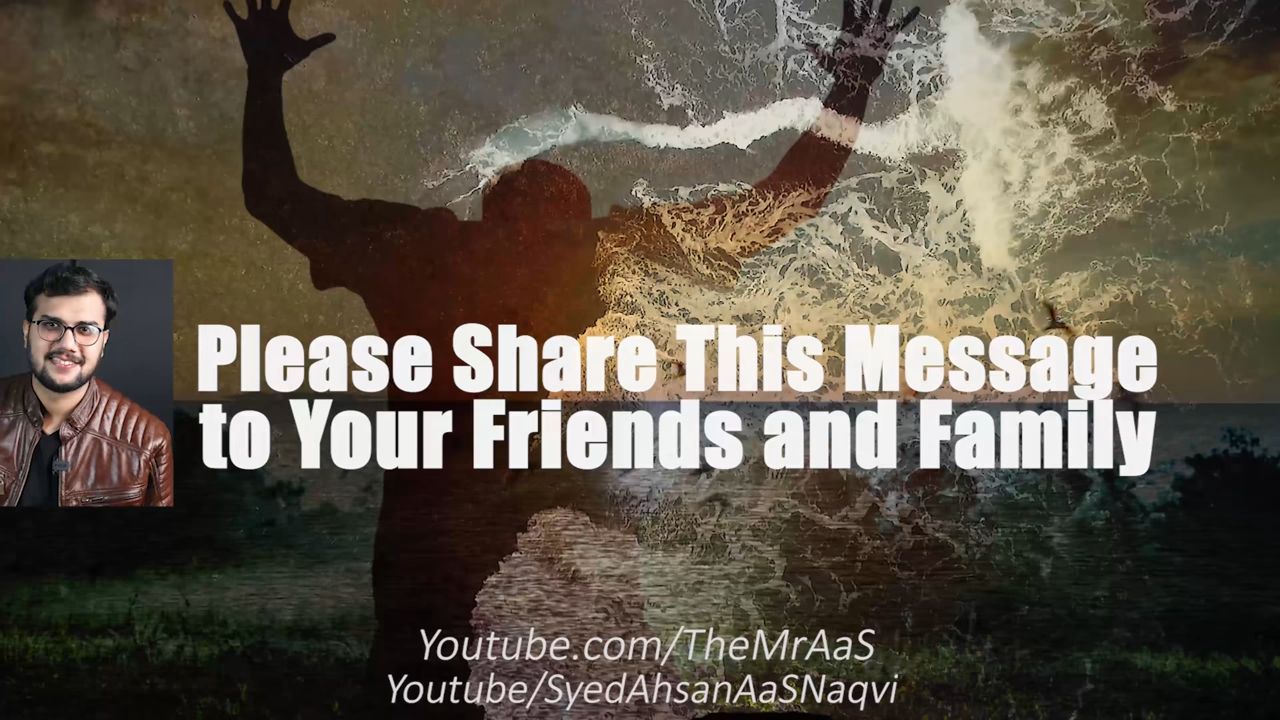 Please Share This Message
to Your Friends and Family
Youtube.com/TheMrAaS
Youtube/SyedAhsanAaSNaqvi